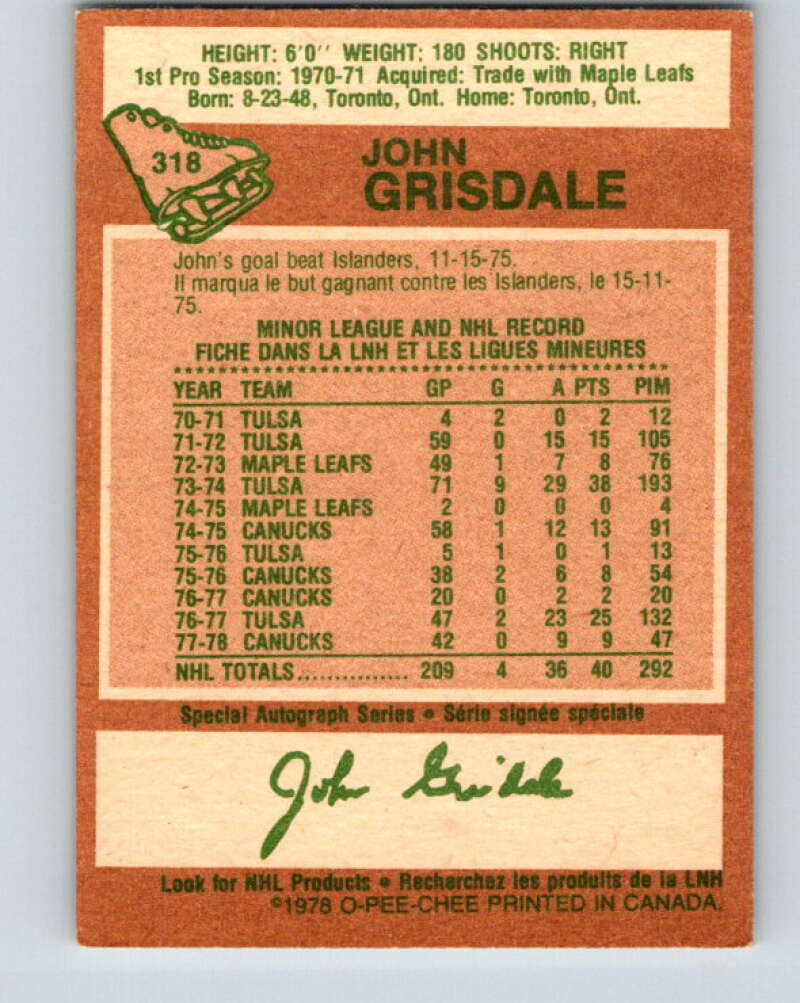 HEIGHT: 6'0'' WEIGHT: 180 SHOOTS: RIGHT
1st Pro Season: 1970-71 Acquired: Trade with Maple Leafs
Born: 8-23-48, Toronto, Ont. Home: Toronto, Ont.
318
JOHN
GRISDALE
John's goal beat Islanders, 11-15-75.
Il marqua le but gagnant contre les Islanders, le 15-11-
75.
MINOR LEAGUE AND NHL RECORD
FICHE DANS LA LNH ET LES LIGUES MINEURES
YEAR TEAM GP G A PTS PIM
70-71 TULSA 4 2 0 2 12
71-72 TULSA 59 0 15 15 105
72-73 MAPLE LEAFS 49 1 7 8 76
73-74 TULSA 71 9 29 38 193
74-75 MAPLE LEAFS 2 0 0 0 4
74-75 CANUCKS 58 1 12 13 91
75-76 TULSA 5 1 0 1 13
75-76 CANUCKS 38 2 6 8 54
76-77 CANUCKS 20 0 2 2 20
76-77 TULSA 47 2 23 25 132
77-78 CANUCKS 42 0 9 9 47
NHL TOTALS................ 209 4 36 40 292
Special Autograph Series • Série signée spéciale
John Grisdale
Look for NHL Products • Recherchez les produits de la LNH
©1978 O-PEE-CHEE PRINTED IN CANADA.